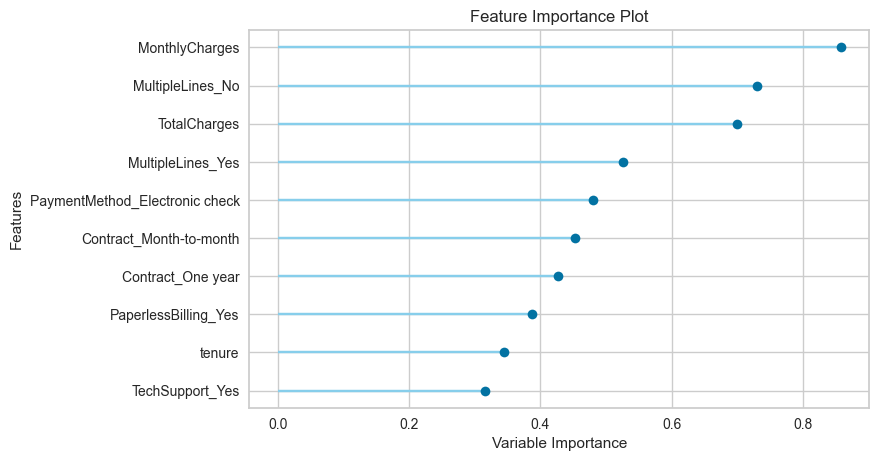 Feature Importance Plot
MonthlyCharges
MultipleLines_No
TotalCharges
MultipleLines_Yes
PaymentMethod_Electronic check
Contract_Month-to-month
Contract_One year
PaperlessBilling_Yes
tenure
TechSupport_Yes
Features
0.0 0.2 0.4 0.6 0.8
Variable Importance